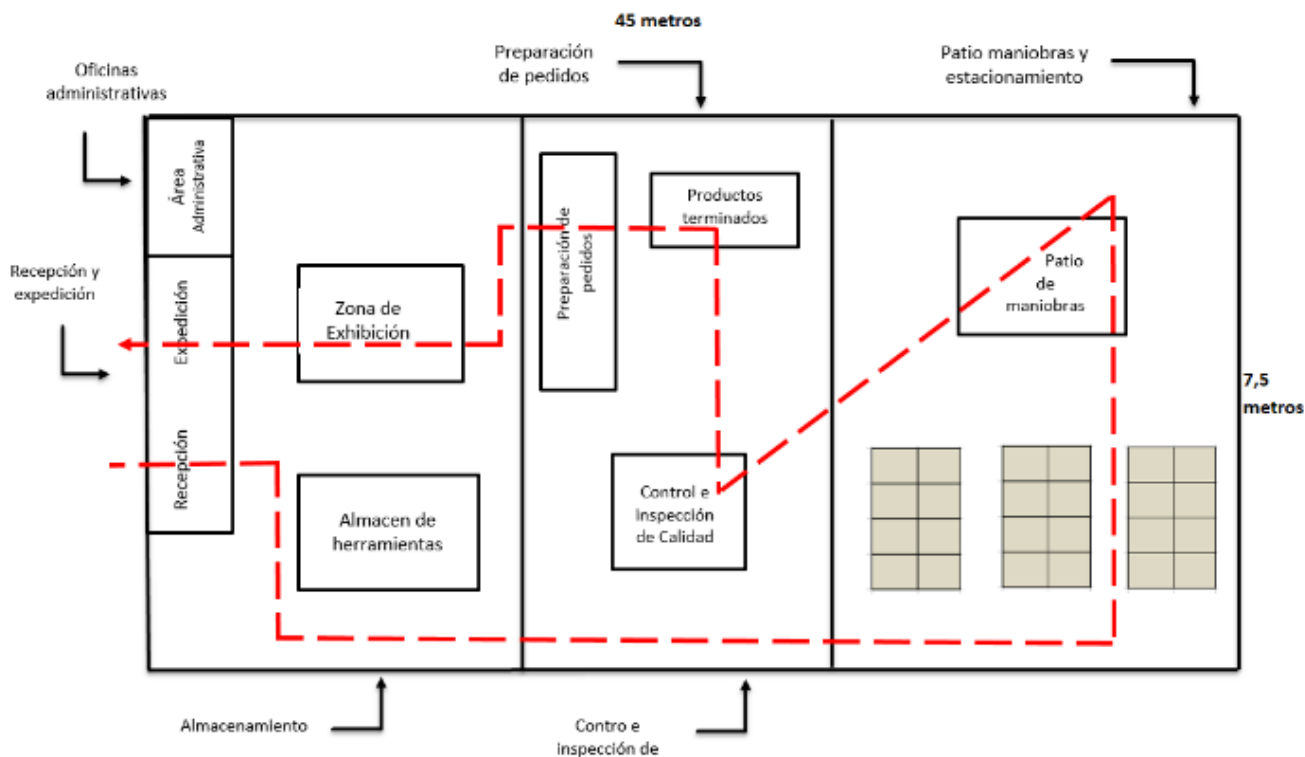 45 metros
Preparación
de pedidos
Patio maniobras y
estacionamiento
Oficinas
administrativas
Área
Administrativa
Productos
terminados
Preparación de
pedidos
Recepción y
expedición
Expedición
Zona de
Exhibición
Patio
de
maniobras
7,5
metros
Recepción
Almacen de
herramientas
Control e
inspección
de Calidad
Almacenamiento
Contro e
inspección de